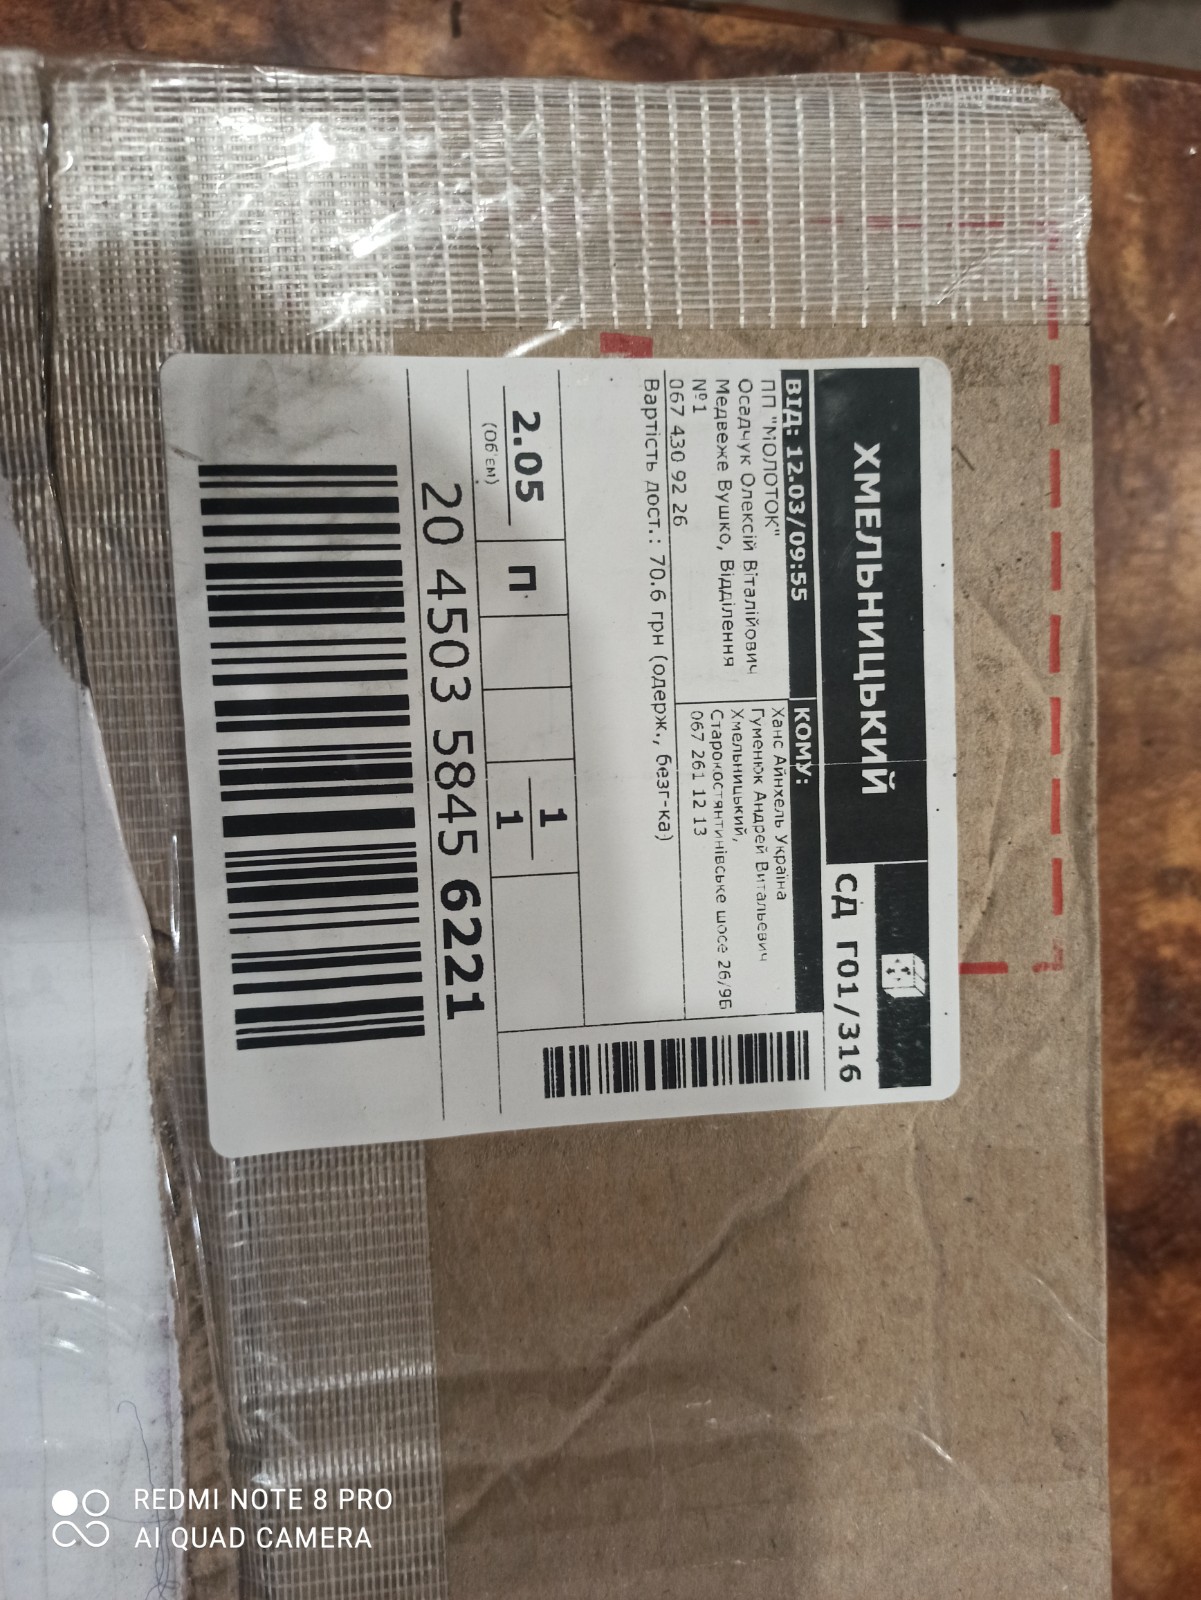 ХМЕЛЬНИЦЬКИЙ
СД Г01/316
ВІД: 12.03/09:55
ПП "МОЛОТОК"
Осадчук Олексій Віталійович
Медвеже Вушко, Відділення
№1
067 430 92 26
КОМУ:
Ханс Айнхель Україна
Гуменюк Андрей Витальевич
Хмельницький,
Старокостянтинівське шосе 26/9Б
067 261 12 13
Вартість дост.: 70.6 грн (одерж., безг-ка)
2.05
(Об'єм)
П
1
1
20 4503 5845 6221
REDMI NOTE 8 PRO
AI QUAD CAMERA